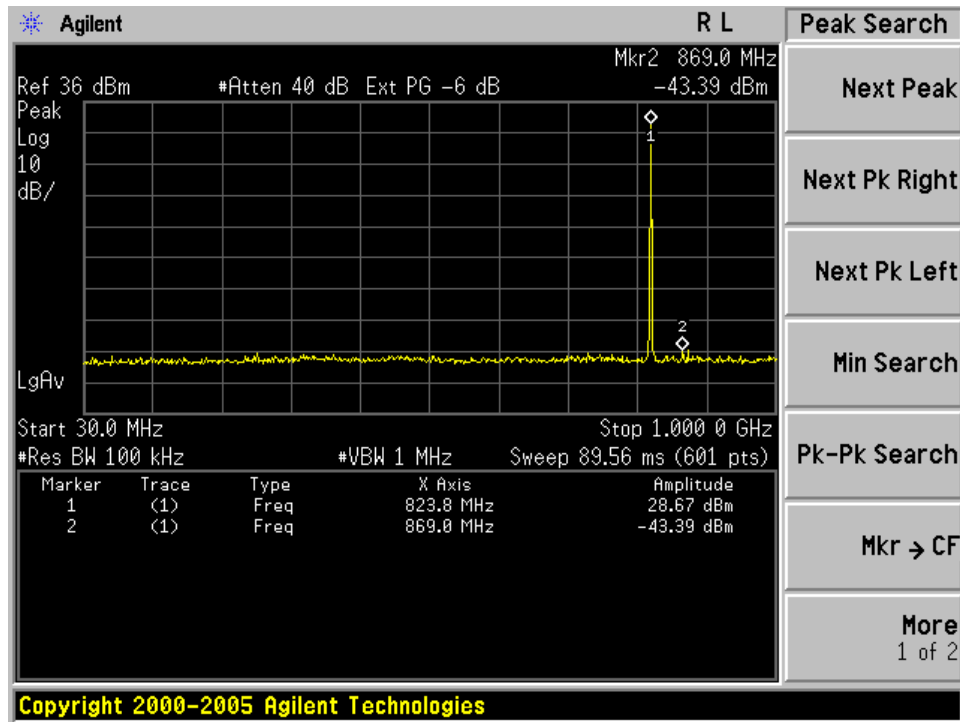 Agilent R L Peak Search
Mkr2 869.0 MHz
Ref 36 dBm #Atten 40 dB Ext PG -6 dB -43.39 dBm
Peak
Log
10
dB/
1
2
LgAv
Start 30.0 MHz Stop 1.000 0 GHz
#Res BW 100 kHz #VBW 1 MHz Sweep 89.56 ms (601 pts)
Marker Trace Type X Axis Amplitude
1 (1) Freq 823.8 MHz 28.67 dBm
2 (1) Freq 869.0 MHz -43.39 dBm
Next Peak
Next Pk Right
Next Pk Left
Min Search
Pk-Pk Search
Mkr → CF
More
1 of 2
Copyright 2000-2005 Agilent Technologies